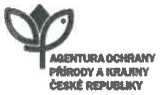 AGENTURA OCHRANY
PŘÍRODY A KRAJINY
ČESKÉ REPUBLIKY